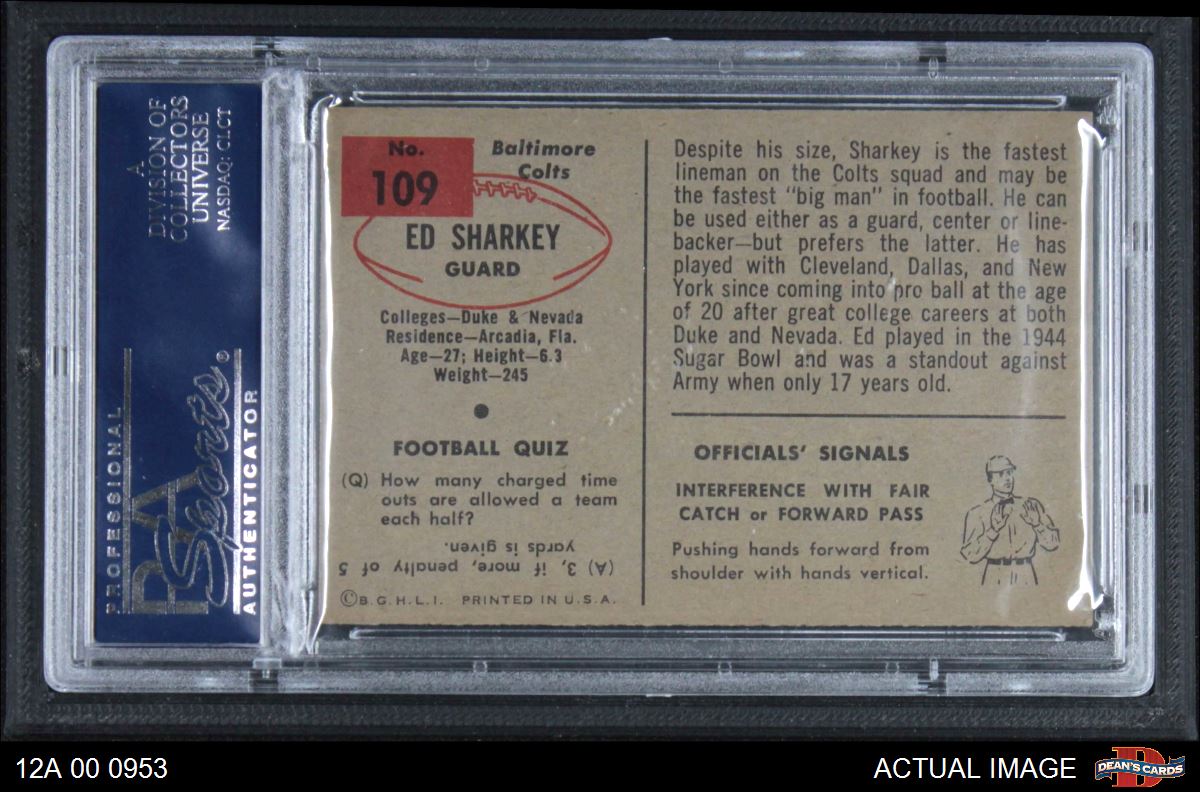 A
DIVISION OF
COLLECTORS
UNIVERSE
NASDAQ: CLCT
PROFESSIONAL
PSA
Sports®
AUTHENTICATOR
No.
109
Baltimore
Colts
ED SHARKEY
GUARD
Colleges—Duke & Nevada
Residence—Arcadia, Fla.
Age—27; Height—6.3
Weight—245
FOOTBALL QUIZ
(Q) How many charged time
outs are allowed a team
each half?
(A) 3, if more, penalty of 5
yards is given.
©B.G.H.L.I. PRINTED IN U.S.A.
Despite his size, Sharkey is the fastest
lineman on the Colts squad and may be
the fastest "big man" in football. He can
be used either as a guard, center or line-
backer—but prefers the latter. He has
played with Cleveland, Dallas, and New
York since coming into pro ball at the age
of 20 after great college careers at both
Duke and Nevada. Ed played in the 1944
Sugar Bowl and was a standout against
Army when only 17 years old.
OFFICIALS' SIGNALS
INTERFERENCE WITH FAIR
CATCH or FORWARD PASS
Pushing hands forward from
shoulder with hands vertical.
12A 00 0953
ACTUAL IMAGE
DEAN'S CARDS